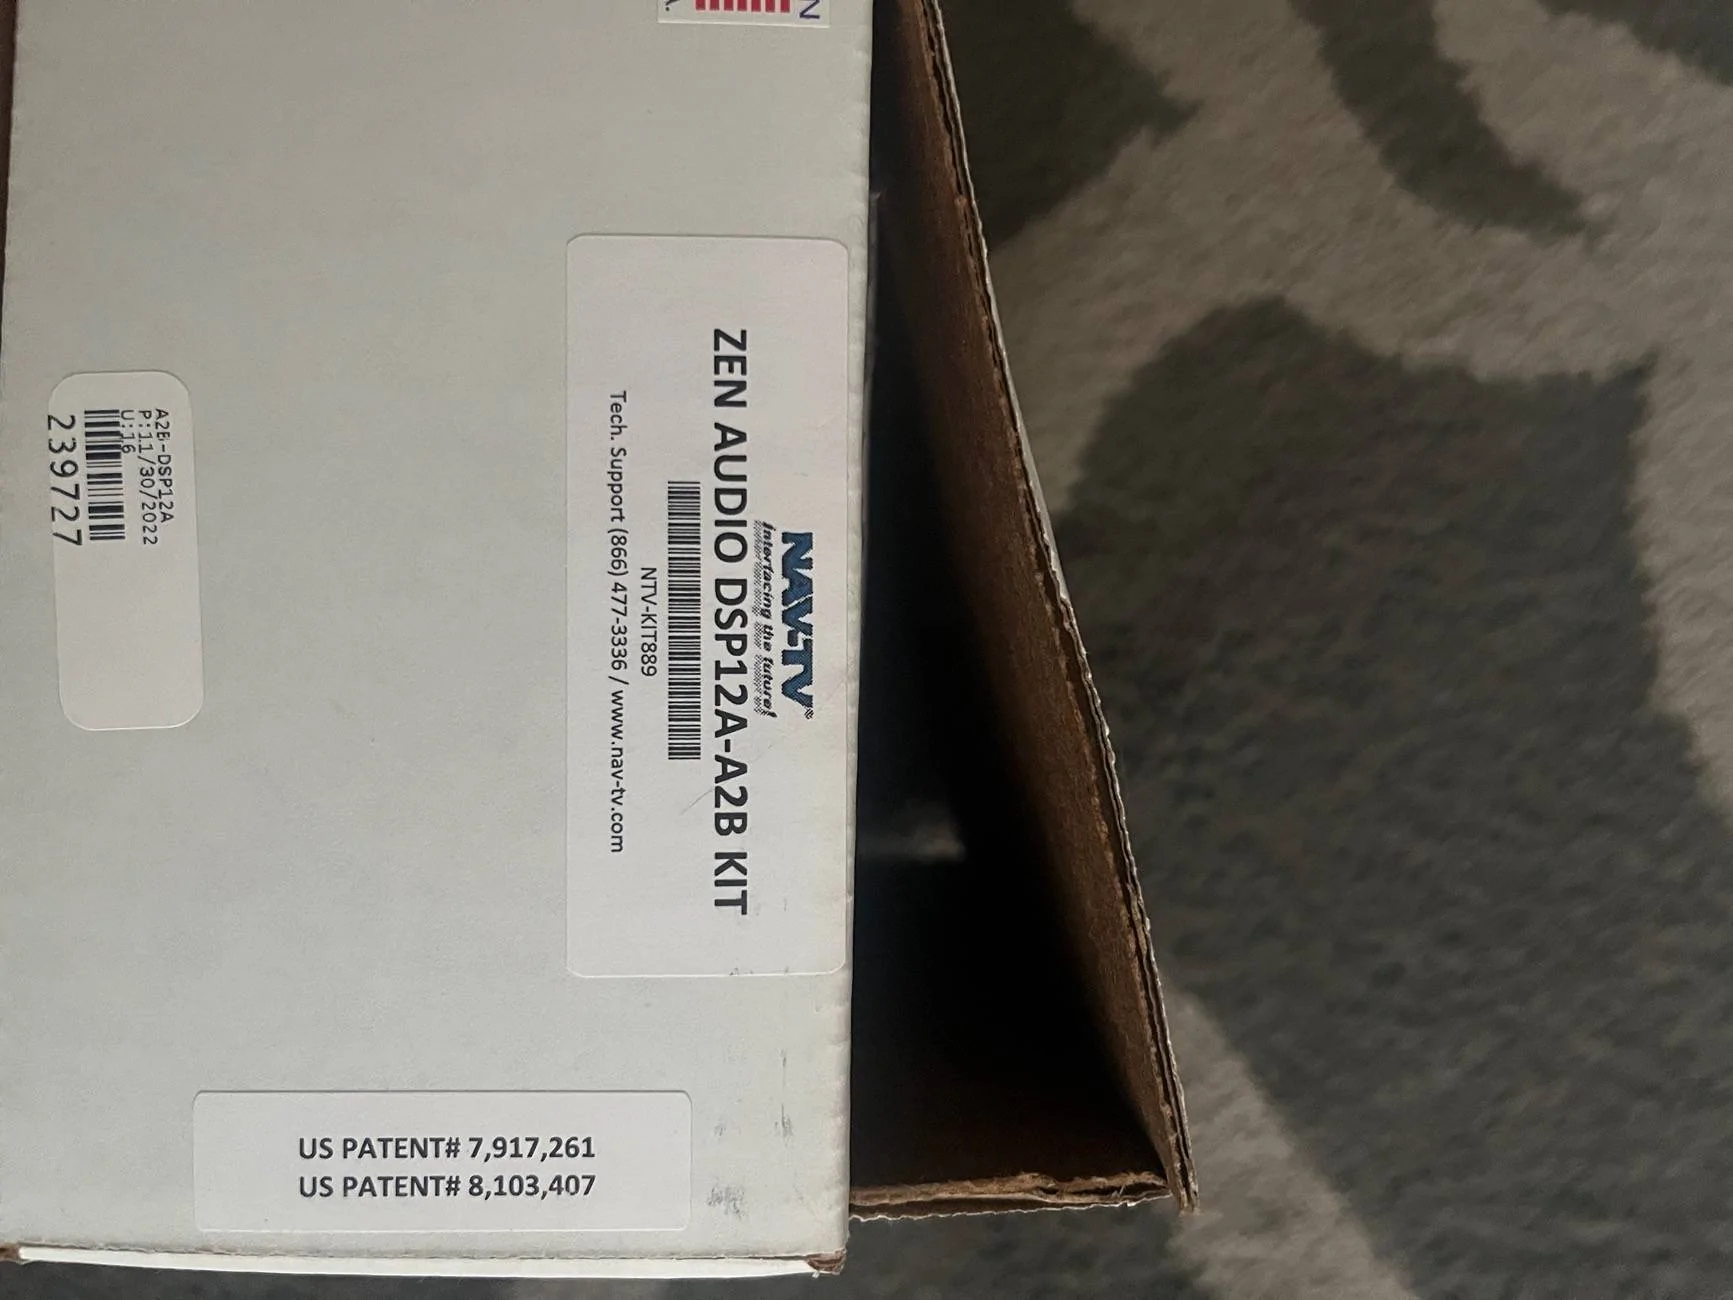 NAV-TV®
interfacing the future!
ZEN AUDIO DSP12A-A2B KIT
NTV-KIT889
Tech. Support (866) 477-3336 / www.nav-tv.com
A2B-DSP12A
P:11/30/2022
U:16
2397727
US PATENT# 7,917,261
US PATENT# 8,103,407